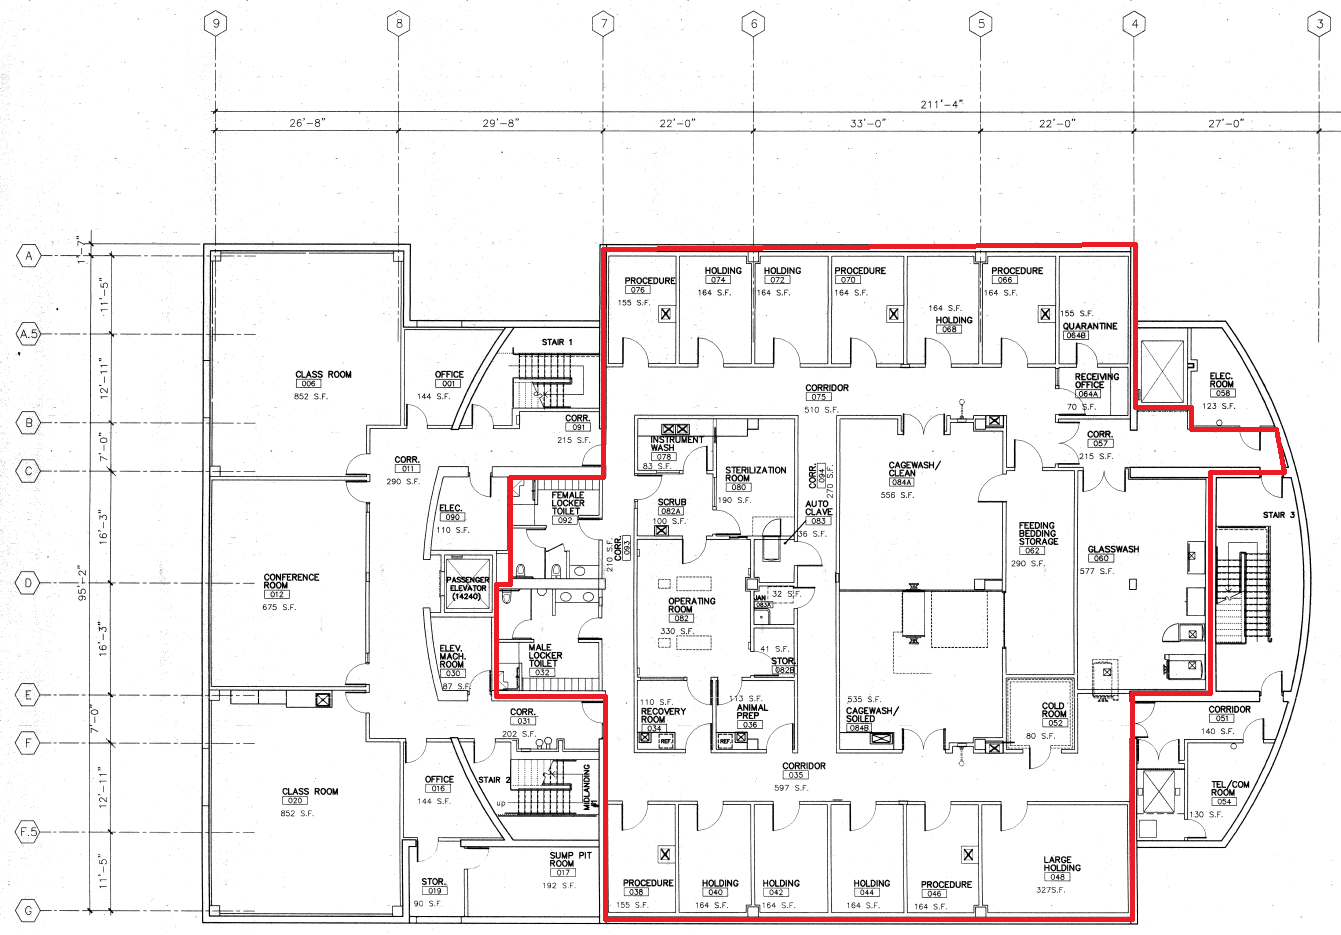 9 8 7 6 5 4 3
211'-4"
26'-8" 29'-8" 22'-0" 33'-0" 22'-0" 27'-0"
A
1'-7"
11'-5"
A.5
12'-11"
B
7'-0"
C
16'-3"
D
95'-2"
16'-3"
E
7'-0"
F
12'-11"
F.5
11'-5"
G
CLASS ROOM
006
852 S.F.
OFFICE
001
144 S.F.
STAIR 1
CORR.
091
215 S.F.
CORR.
011
290 S.F.
ELEC.
090
110 S.F.
PASSENGER
ELEVATOR
(14240)
CONFERENCE
ROOM
012
675 S.F.
ELEV.
MACH.
ROOM
030
87 S.F.
CORR.
031
202 S.F.
CLASS ROOM
020
852 S.F.
OFFICE
016
144 S.F.
STAIR 2
up
MIDLANDING
#1
STOR.
019
90 S.F.
SUMP PIT
ROOM
017
192 S.F.
FEMALE
LOCKER
TOILET
092
MALE
LOCKER
TOILET
032
210 S.F.
CORR.
093
PROCEDURE
076
155 S.F.
HOLDING
074
164 S.F.
HOLDING
072
164 S.F.
PROCEDURE
070
164 S.F.
164 S.F.
HOLDING
068
PROCEDURE
066
164 S.F.
155 S.F.
QUARANTINE
064B
RECEIVING
OFFICE
064A
70 S.F.
CORRIDOR
075
510 S.F.
INSTRUMENT
WASH
078
83 S.F.
STERILIZATION
ROOM
080
190 S.F.
SCRUB
082A
100 S.F.
CORR.
094
270 S.F.
AUTO
CLAVE
083
36 S.F.
CAGEWASH/
CLEAN
084A
556 S.F.
FEEDING
BEDDING
STORAGE
062
290 S.F.
CORR.
057
215 S.F.
GLASSWASH
060
577 S.F.
ELEC.
ROOM
058
123 S.F.
STAIR 3
OPERATING
ROOM
082
330 S.F.
32 S.F.
JAN
083A
41 S.F.
STOR.
082B
110 S.F.
RECOVERY
ROOM
034
REF.
113 S.F.
ANIMAL
PREP
036
REF.
535 S.F.
CAGEWASH/
SOILED
084B
COLD
ROOM
052
80 S.F.
CORRIDOR
051
140 S.F.
TEL/COM
ROOM
054
130 S.F.
CORRIDOR
035
597 S.F.
PROCEDURE
038
155 S.F.
HOLDING
040
164 S.F.
HOLDING
042
164 S.F.
HOLDING
044
164 S.F.
PROCEDURE
046
164 S.F.
LARGE
HOLDING
048
327S.F.